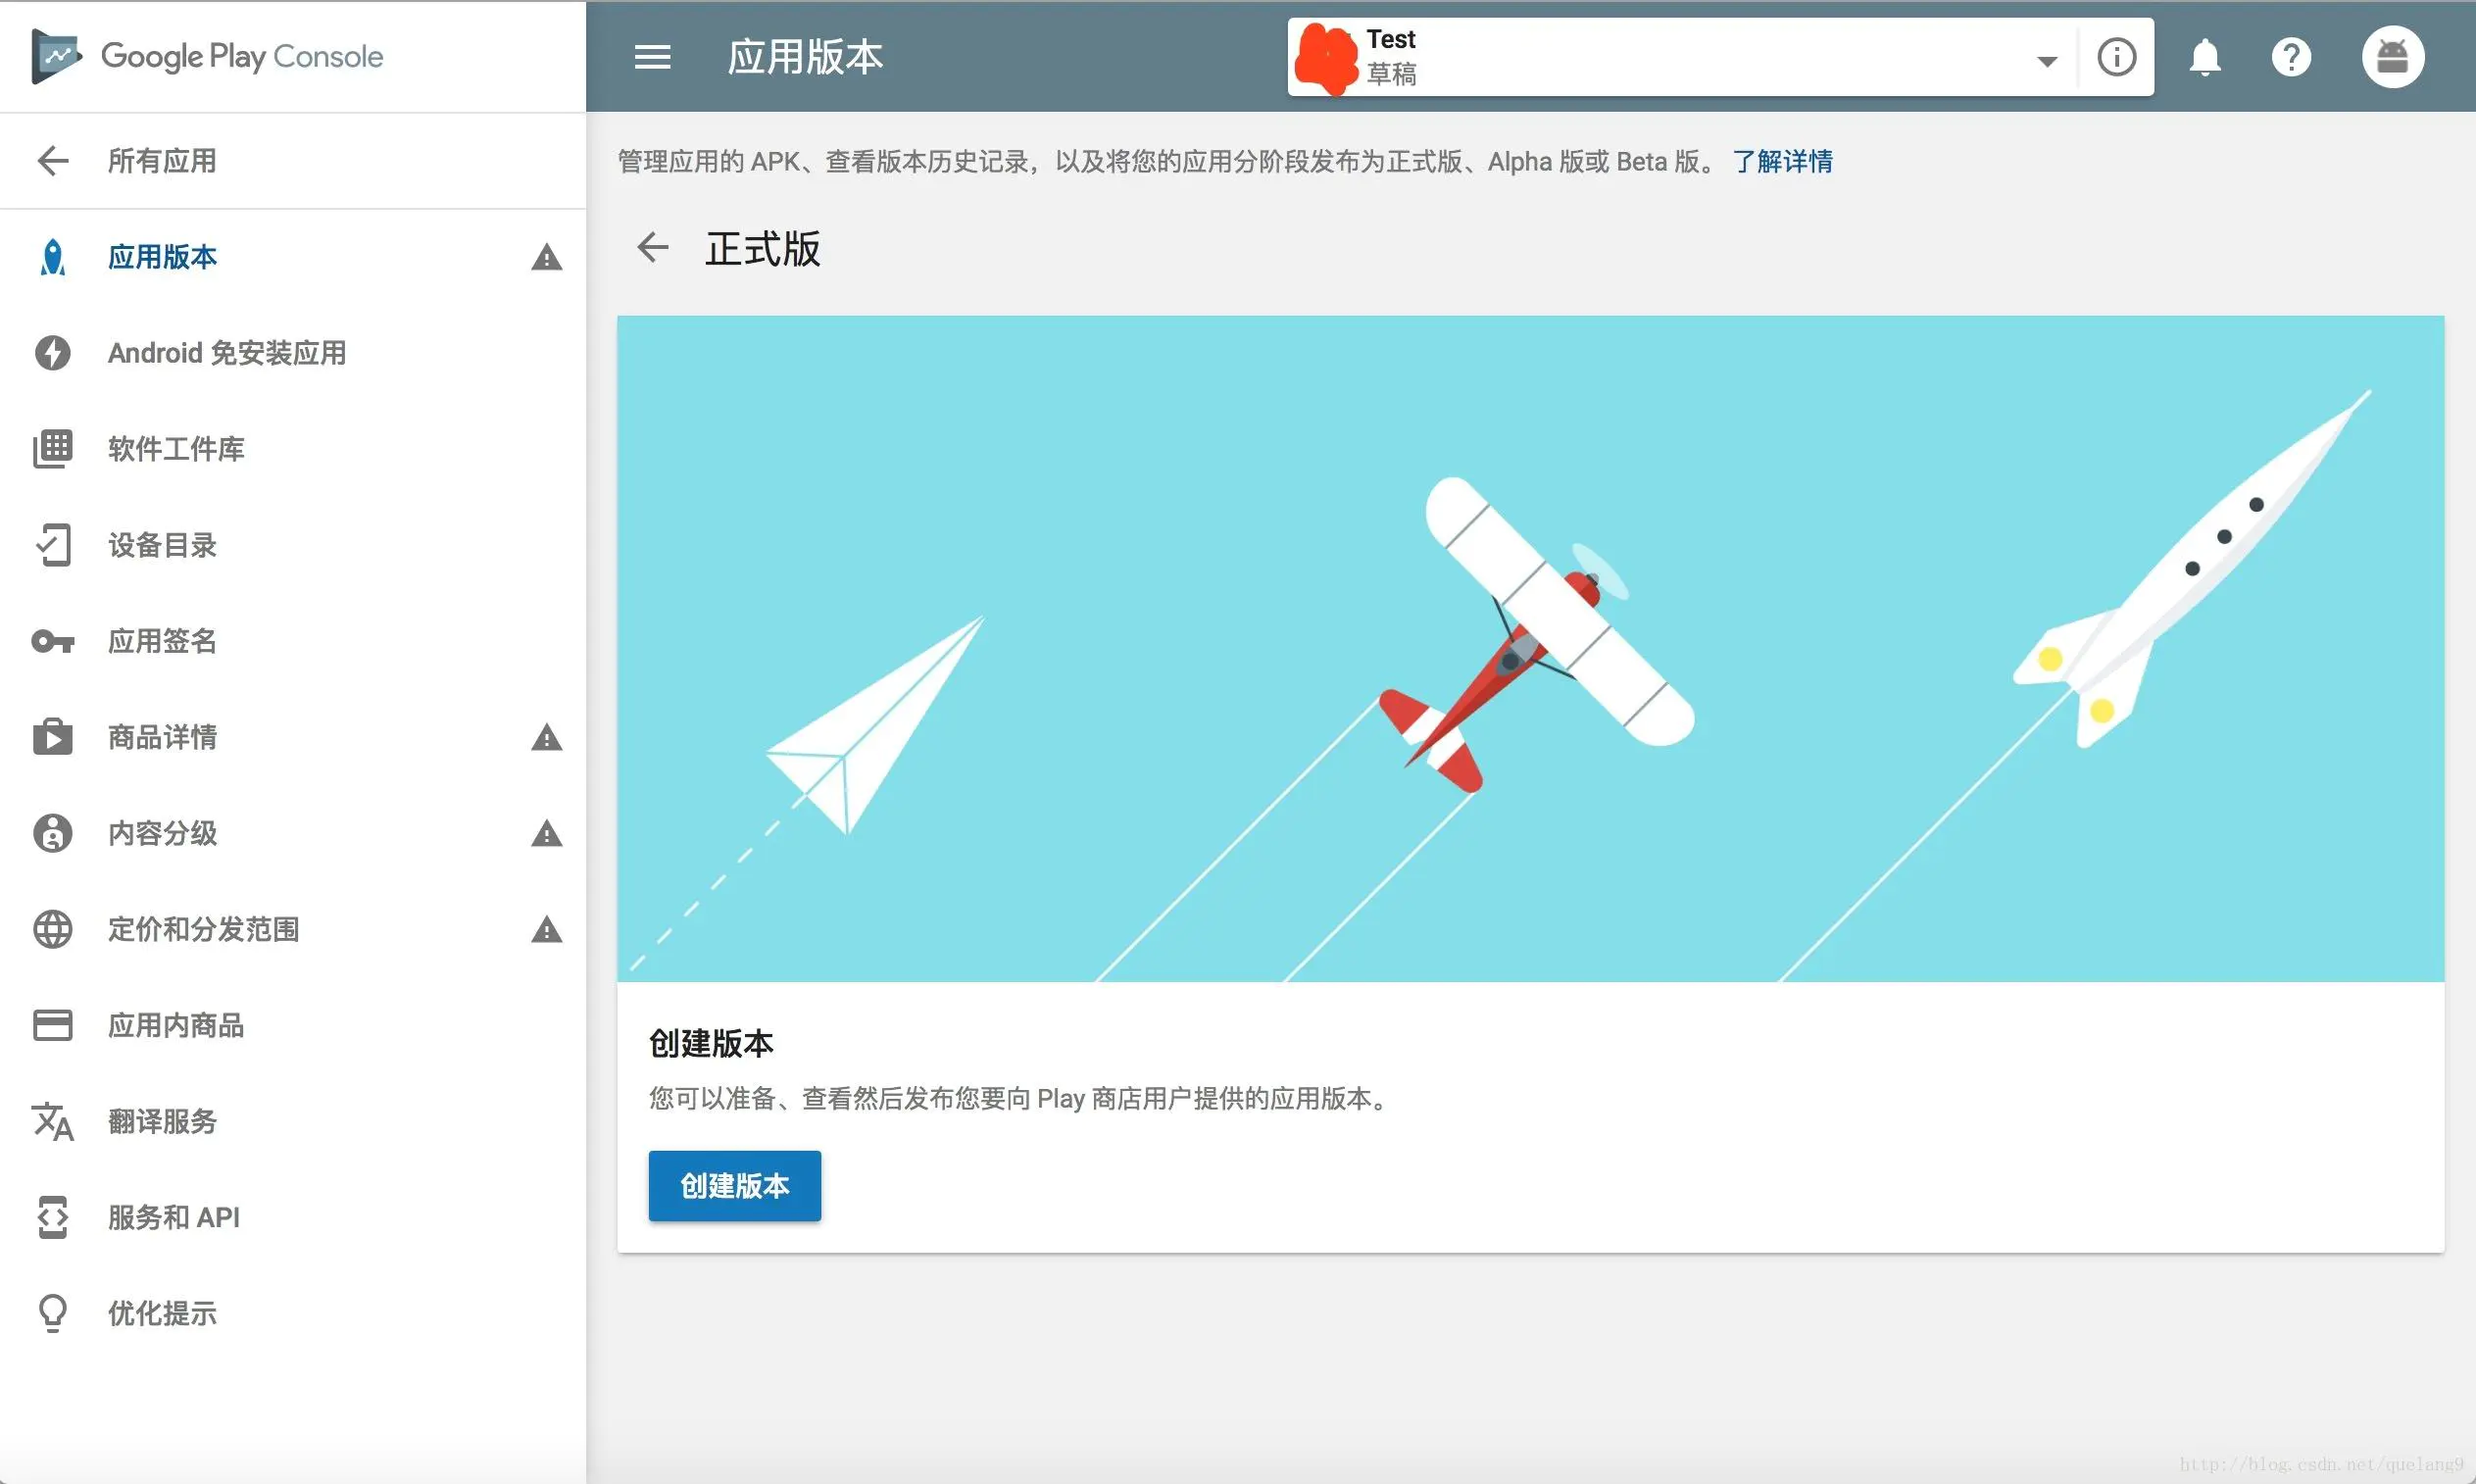 Google Play Console
应用版本
Test
草稿
所有应用
应用版本
Android 免安装应用
软件工件库
设备目录
应用签名
商品详情
内容分级
定价和分发范围
应用内商品
翻译服务
服务和 API
优化提示
管理应用的 APK、查看版本历史记录，以及将您的应用分阶段发布为正式版、Alpha 版或 Beta 版。 了解详情
正式版
创建版本
您可以准备、查看然后发布您要向 Play 商店用户提供的应用版本。
创建版本
http://blog.csdn.net/quelang9